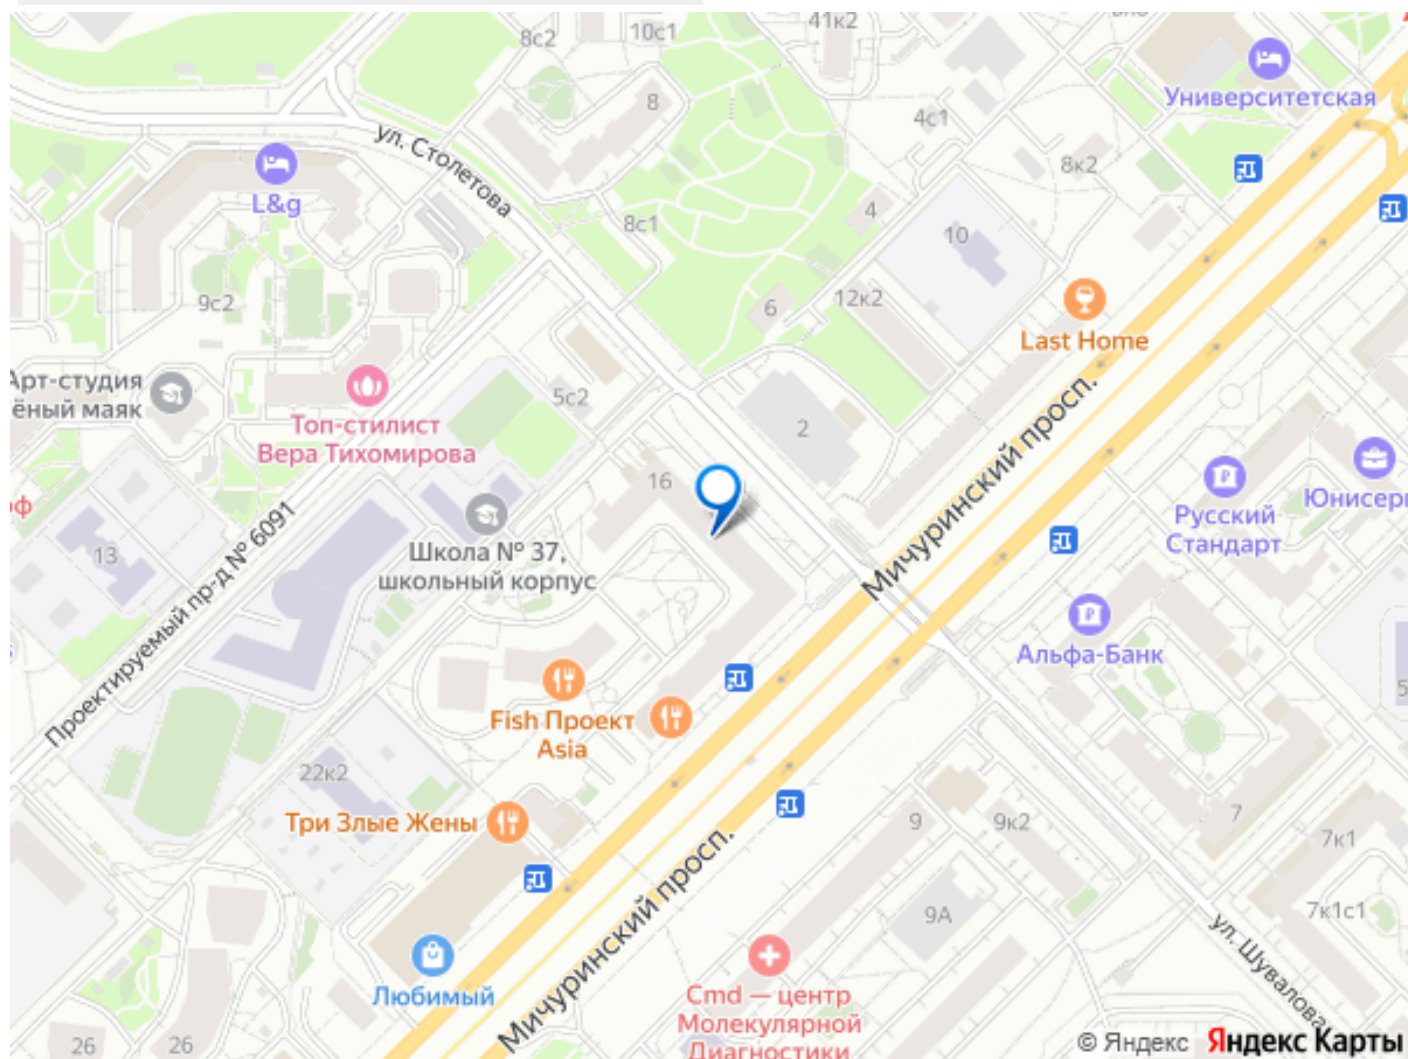 41к2
8с2
10с1
8
Университетская
4с1
ул. Столетова
8к2
L&g
8с1
4
10
9с2
6
12к2
Last Home
Арт-студия
ёный маяк
5с2
Топ-стилист
Вера Тихомирова
2
16
Мичуринский просп.
Русский
Стандарт
Юнисер
ф
13
Школа № 37,
школьный корпус
Проектируемый пр-д № 6091
Альфа-Банк
Fish Проект
Asia
22к2
Три Злые Жены
9
9к2
7
7к1
5
Мичуринский просп.
9А
7к1с1
ул. Шувалова
Любимый
Cmd — центр
Молекулярной
Диагностики
26
26
© Яндекс Яндекс Карты